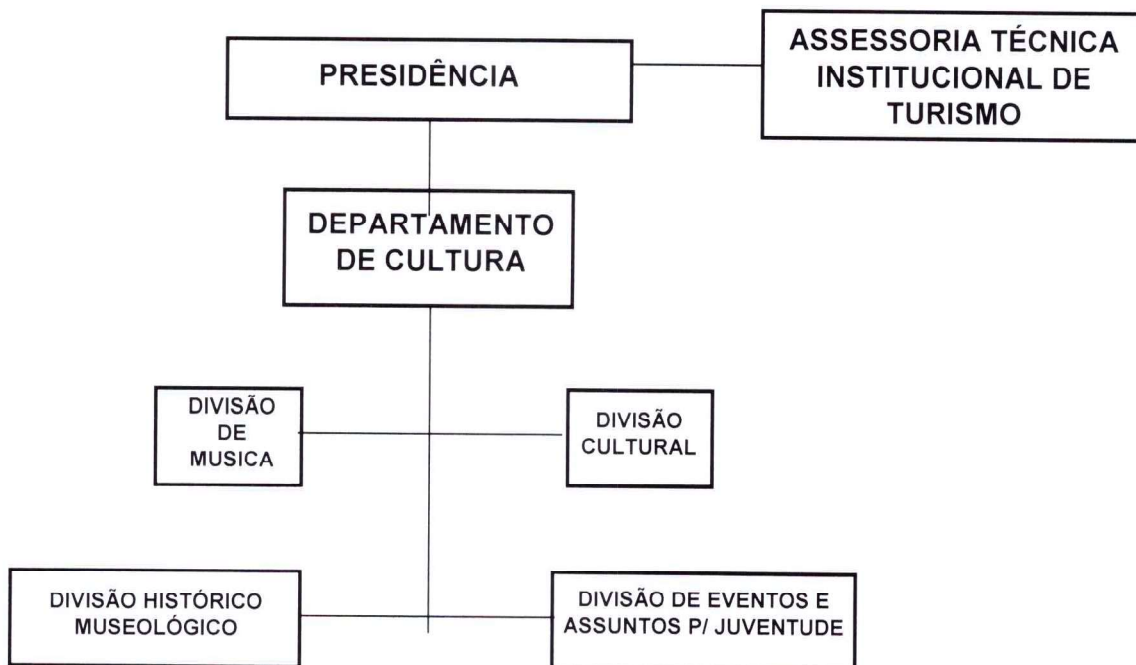 PRESIDÊNCIA
ASSESSORIA TÉCNICA
INSTITUCIONAL DE
TURISMO
DEPARTAMENTO
DE CULTURA
DIVISÃO
DE
MUSICA
DIVISÃO
CULTURAL
DIVISÃO HISTÓRICO
MUSEOLÓGICO
DIVISÃO DE EVENTOS E
ASSUNTOS P/ JUVENTUDE